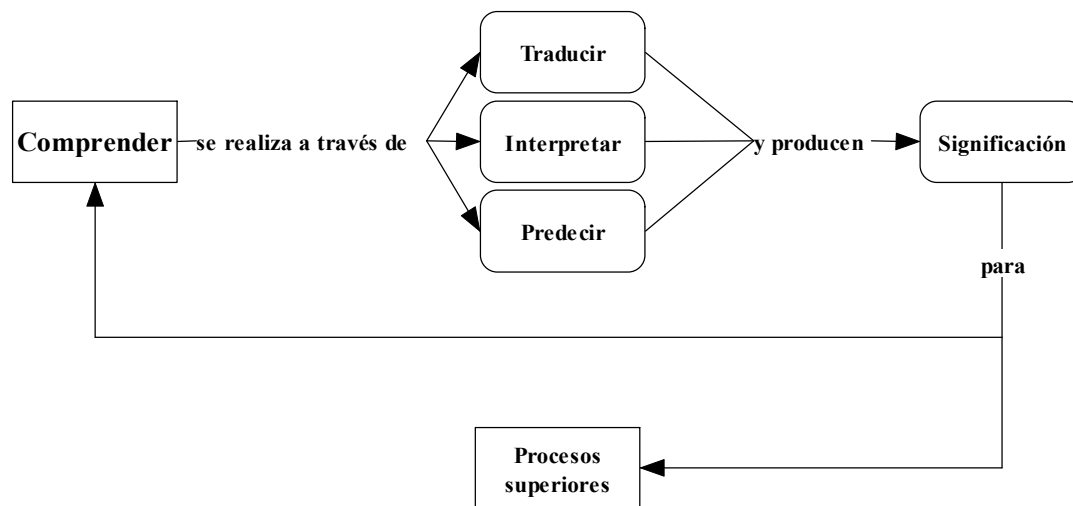 Traducir
Comprender
se realiza a través de
Interpretar
y producen
Significación
Predecir
para
Procesos
superiores